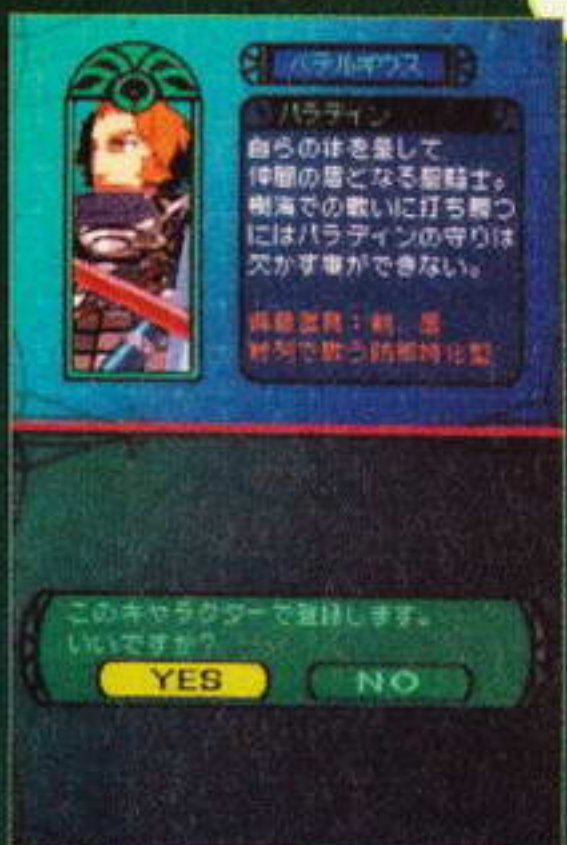 パラディン
自らの体を呈して
仲間の盾となる聖騎士。
樹海での戦いに打ち勝つ
にはパラディンの守りは
欠かす事ができない。
得意武具:剣、盾
前列で戦う防御特化型
このキャラクターで登録します。
いいですか?
YES
NO